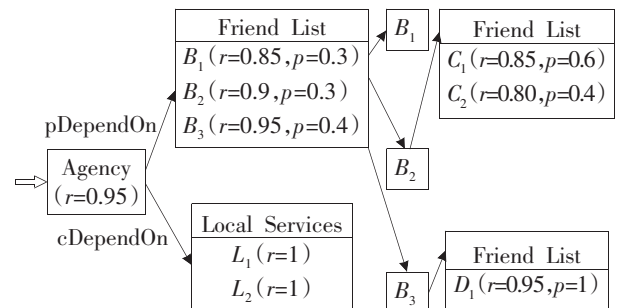 Friend List
B₁(r=0.85,p=0.3)
B₂(r=0.9,p=0.3)
B₃(r=0.95,p=0.4)
B₁
Friend List
C₁(r=0.85,p=0.6)
C₂(r=0.80,p=0.4)
pDependOn
Agency
(r=0.95)
B₂
cDependOn
Local Services
L₁(r=1)
L₂(r=1)
B₃
Friend List
D₁(r=0.95,p=1)